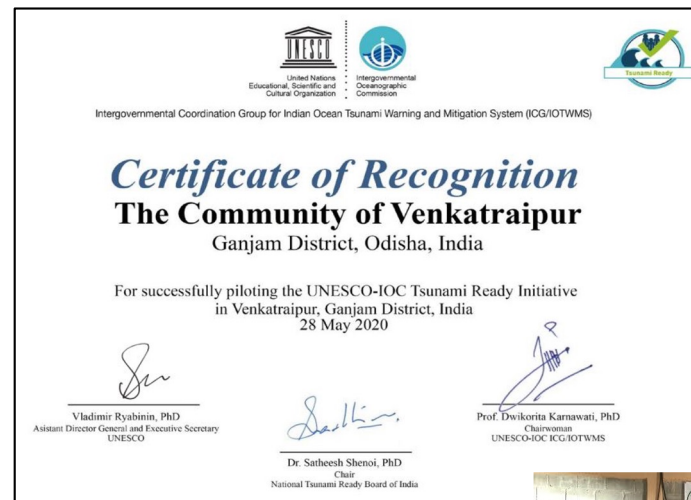 UNESCO
United Nations
Educational, Scientific and
Cultural Organization
Intergovernmental
Oceanographic
Commission
Tsunami Ready
Intergovernmental Coordination Group for Indian Ocean Tsunami Warning and Mitigation System (ICG/IOTWMS)
Certificate of Recognition
The Community of Venkatraipur
Ganjam District, Odisha, India
For successfully piloting the UNESCO-IOC Tsunami Ready Initiative
in Venkatraipur, Ganjam District, India
28 May 2020
Vladimir Ryabinin, PhD
Asistant Director General and Executive Secretary
UNESCO
Prof. Dwikorita Karnawati, PhD
Chairwoman
UNESCO-IOC ICG/IOTWMS
Dr. Satheesh Shenoi, PhD
Chair
National Tsunami Ready Board of India